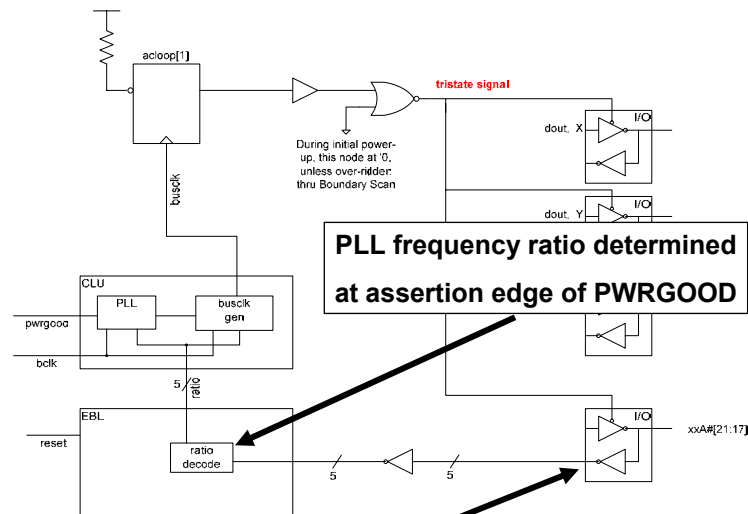 acloop[1]
tristate signal
During initial power-
up, this node at '0,
unless over-ridder:
thru Boundary Scan
I/O
dout, X
busclk
I/O
dout, Y
PLL frequency ratio determined
at assertion edge of PWRGOOD
CLU
PLL
busclk
gen
pwrgood
bclk
5
ratio
EBL
reset
ratio
decode
5
5
I/O
xxA#[21:17]